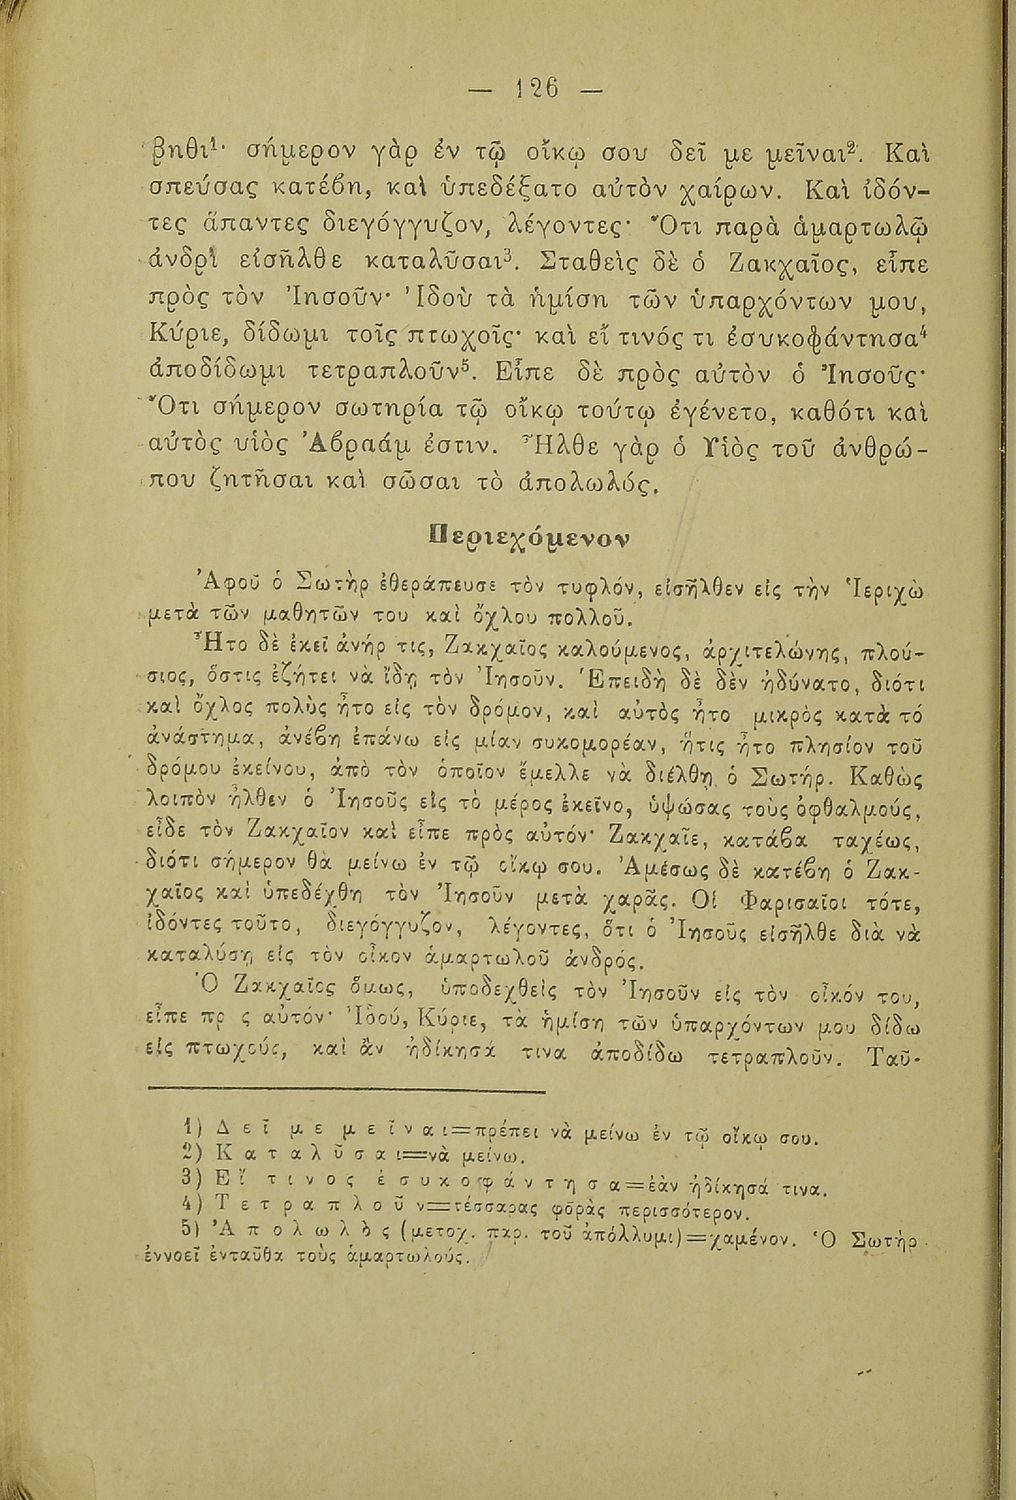 — 126 —
βηθι¹· σήμερον γὰρ ἐν τῷ οἴκῳ σου δεῖ με μεῖναι². Καὶ
σπεύσας κατέβη, καὶ ὑπεδέξατο αὐτὸν χαίρων. Καὶ ἰδόν-
τες ἅπαντες διεγόγγυζον, λέγοντες· Ὅτι παρὰ ἁμαρτωλῷ
ἀνδρὶ εἰσῆλθε καταλῦσαι³. Σταθεὶς δὲ ὁ Ζακχαῖος, εἶπε
πρὸς τὸν Ἰησοῦν· Ἰδοὺ τὰ ἡμίση τῶν ὑπαρχόντων μου,
Κύριε, δίδωμι τοῖς πτωχοῖς· καὶ εἴ τινός τι ἐσυκοφάντησα⁴
ἀποδίδωμι τετραπλοῦν⁵. Εἶπε δὲ πρὸς αὐτὸν ὁ Ἰησοῦς·
Ὅτι σήμερον σωτηρία τῷ οἴκῳ τούτῳ ἐγένετο, καθότι καὶ
αὐτὸς υἱὸς Ἀβραάμ ἐστιν. Ἦλθε γὰρ ὁ Υἱὸς τοῦ ἀνθρώ-
που ζητῆσαι καὶ σῶσαι τὸ ἀπολωλός.
Περιεχόμενον
Ἀφοῦ ὁ Σωτὴρ ἐθεράπευσε τὸν τυφλόν, εἰσῆλθεν εἰς τὴν Ἱεριχὼ
μετὰ τῶν μαθητῶν του καὶ ὄχλου πολλοῦ.
Ἦτο δὲ ἐκεῖ ἀνήρ τις, Ζακχαῖος καλούμενος, ἀρχιτελώνης, πλού-
σιος, ὅστις ἐζήτει νὰ ἴδῃ τὸν Ἰησοῦν. Ἐπειδὴ δὲ δὲν ἠδύνατο, διότι
καὶ ὄχλος πολὺς ἦτο εἰς τὸν δρόμον, καὶ αὐτὸς ἦτο μικρὸς κατὰ τό
ἀνάστημα, ἀνέβη ἐπάνω εἰς μίαν συκομορέαν, ἥτις ἦτο πλησίον τοῦ
δρόμου ἐκείνου, ἀπὸ τὸν ὁποῖον ἔμελλε νὰ διέλθῃ ὁ Σωτήρ. Καθὼς
λοιπὸν ἦλθεν ὁ Ἰησοῦς εἰς τὸ μέρος ἐκεῖνο, ὑψώσας τοὺς ὀφθαλμούς,
εἶδε τὸν Ζακχαῖον καὶ εἶπε πρὸς αὐτόν· Ζακχαῖε, κατάβα ταχέως,
διότι σήμερον θὰ μείνω ἐν τῷ οἴκῳ σου. Ἀμέσως δὲ κατέβη ὁ Ζακ-
χαῖος καὶ ὑπεδέχθη τὸν Ἰησοῦν μετὰ χαρᾶς. Οἱ Φαρισαῖοι τότε,
ἰδόντες τοῦτο, διεγόγγυζον, λέγοντες, ὅτι ὁ Ἰησοῦς εἰσῆλθε διὰ νὰ
καταλύσῃ εἰς τὸν οἶκον ἁμαρτωλοῦ ἀνδρός.
Ὁ Ζακχαῖος ὅμως, ὑποδεχθεὶς τὸν Ἰησοῦν εἰς τὸν οἶκόν του,
εἶπε πρ ς αὐτόν· Ἰδού, Κύριε, τὰ ἡμίση τῶν ὑπαρχόντων μου δίδω
εἰς πτωχούς, καὶ ἂν ἠδίκησά τινα ἀποδίδω τετραπλοῦν. Ταῦ-
1) Δεῖ με μεῖναι=πρέπει νὰ μείνω ἐν τῷ οἴκῳ σου.
2) Καταλῦσαι=νὰ μείνω.
3) Εἴ τινος ἐσυκοφάντησα=ἐὰν ἠδίκησά τινα.
4) Τετραπλοῦν=τέσσαρας φορὰς περισσότερον.
5) Ἀπολωλὸς (μετοχ. παρ. τοῦ ἀπόλλυμι)=χαμένον. Ὁ Σωτὴρ
ἐννοεῖ ἐνταῦθα τοὺς ἁμαρτωλούς.